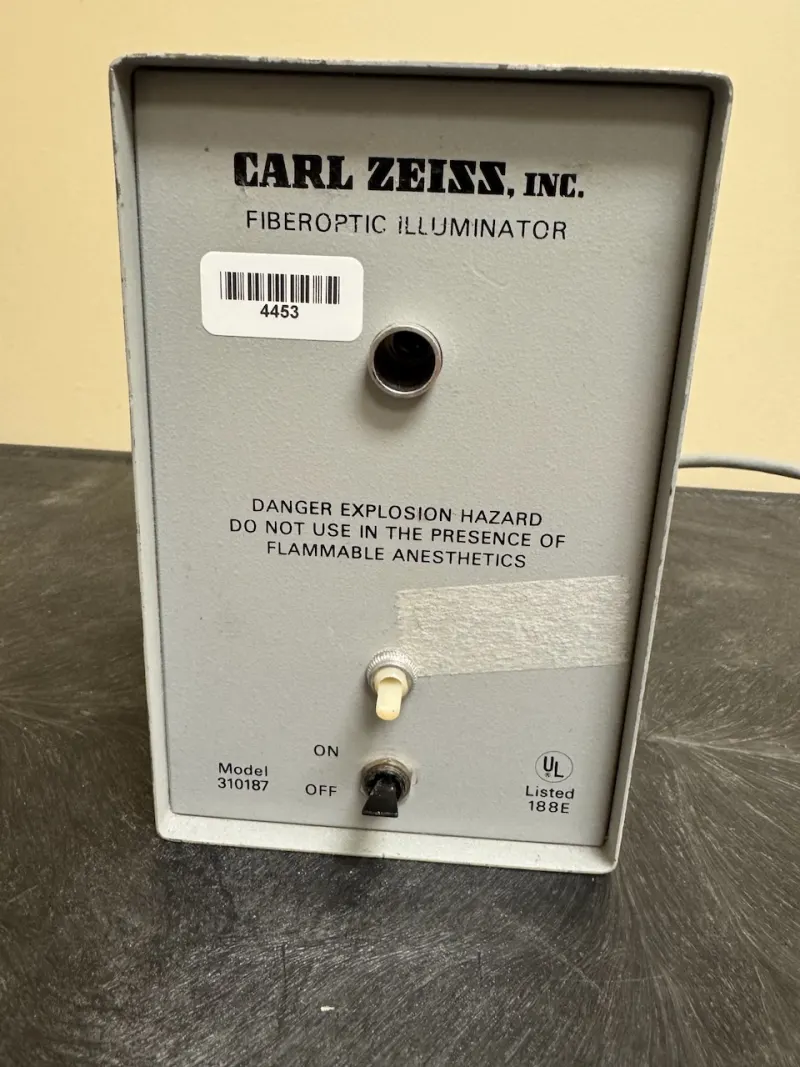 CARL ZEISS, INC.
FIBEROPTIC ILLUMINATOR
4453
DANGER EXPLOSION HAZARD
DO NOT USE IN THE PRESENCE OF
FLAMMABLE ANESTHETICS
ON
OFF
Model
310187
UL
®
Listed
188E